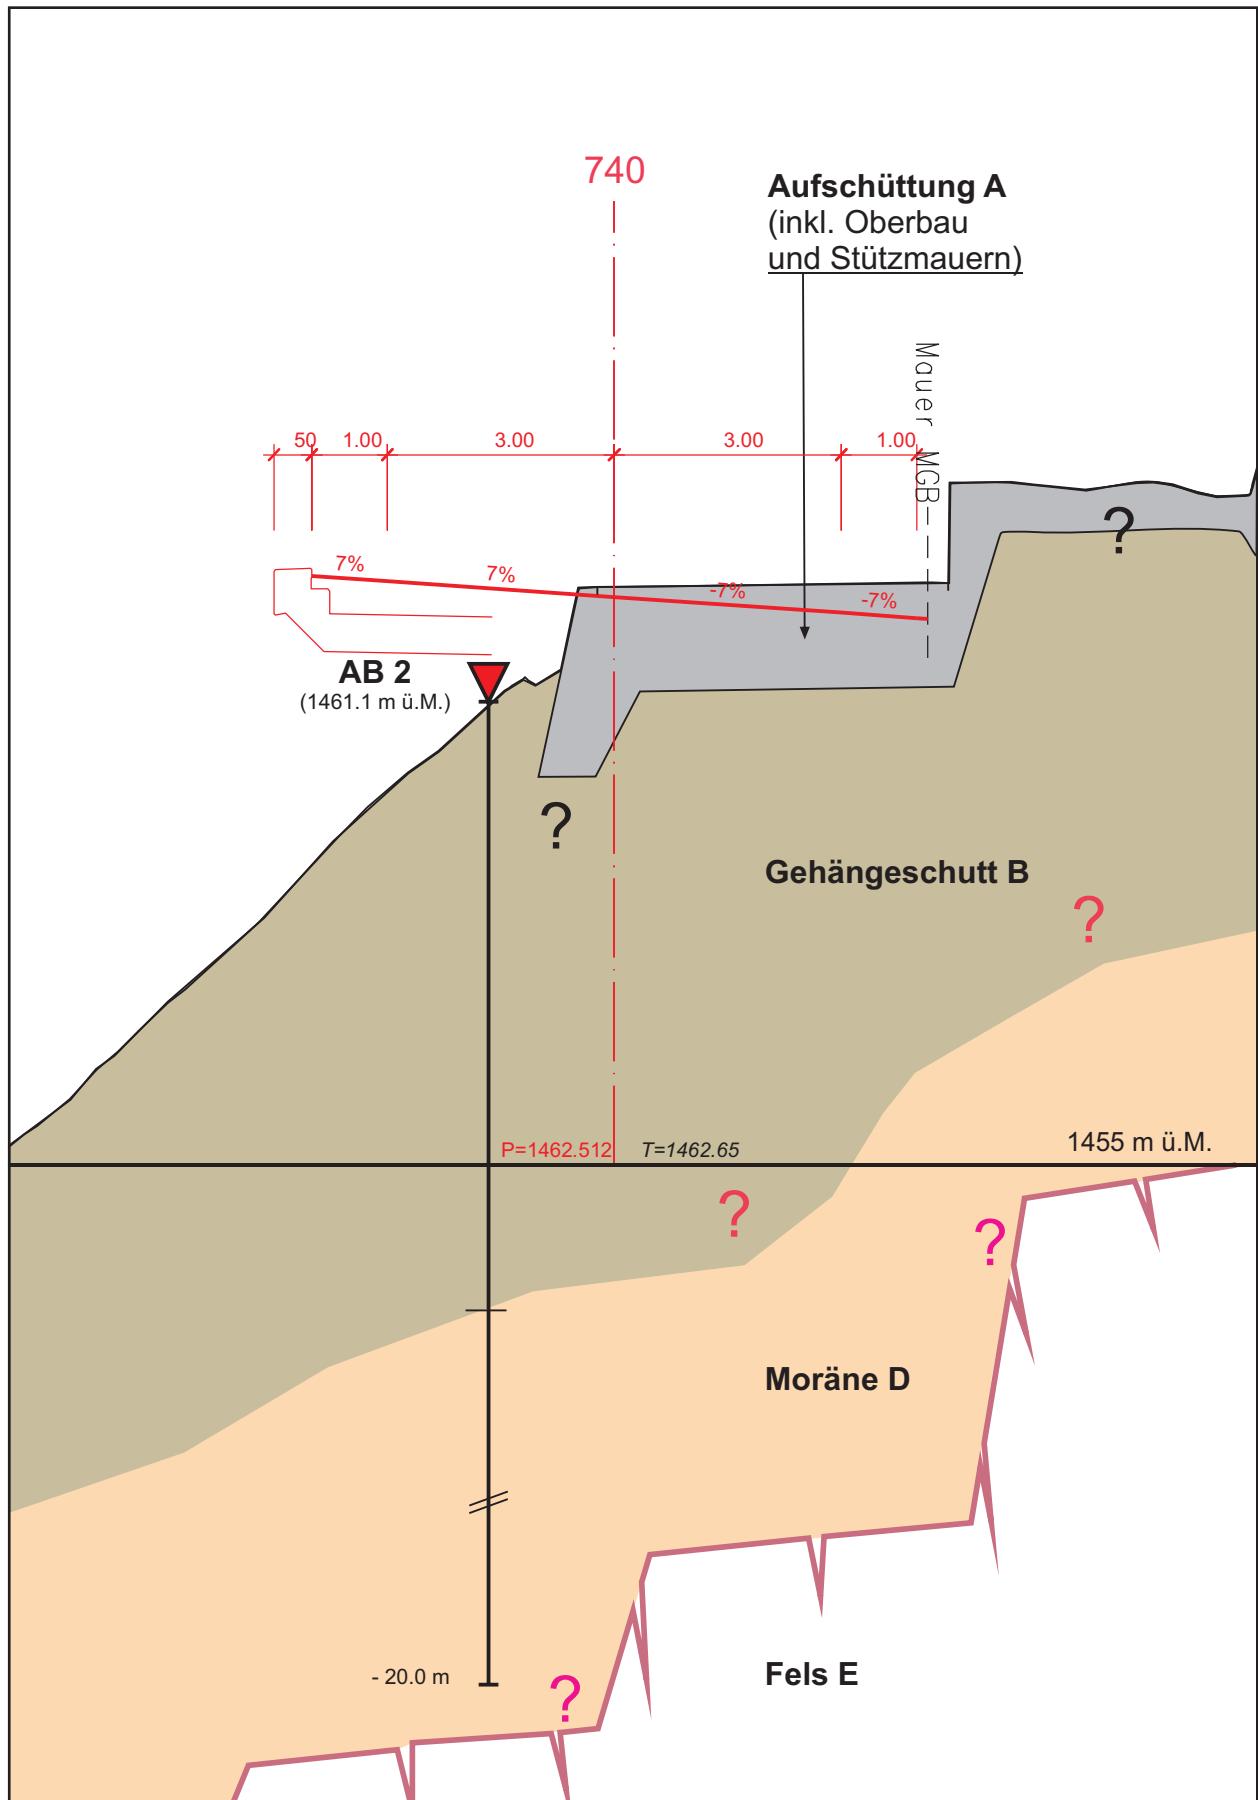 740
Aufschüttung A
(inkl. Oberbau
und Stützmauern)
Mauer MGB
50 1.00 3.00 3.00 1.00
7% 7% -7% -7%
?
AB 2
(1461.1 m ü.M.)
?
Gehängeschutt B
?
P=1462.512 T=1462.65 1455 m ü.M.
? ?
Moräne D
- 20.0 m
?
Fels E